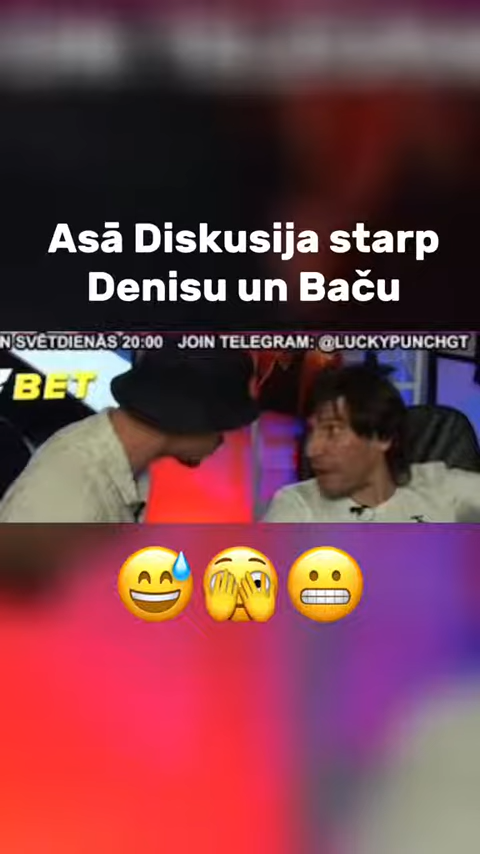 Asā Diskusija starp
Denisu un Baču
N SVĒTDIENĀS 20:00 JOIN TELEGRAM: @LUCKYPUNCHGT
BET